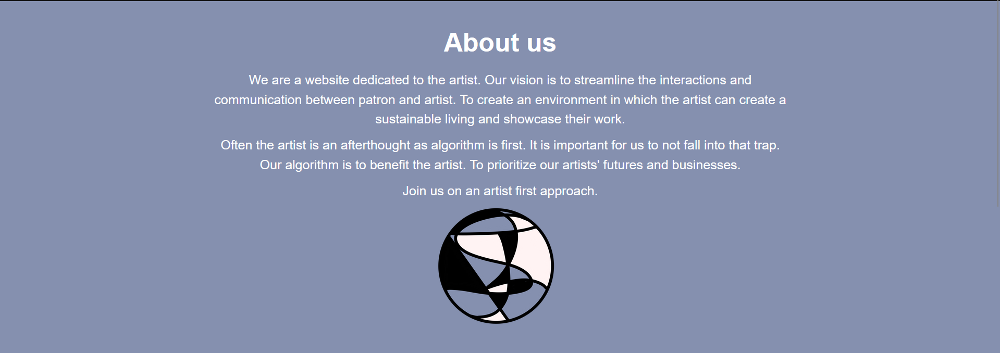 About us
We are a website dedicated to the artist. Our vision is to streamline the interactions and
communication between patron and artist. To create an environment in which the artist can create a
sustainable living and showcase their work.
Often the artist is an afterthought as algorithm is first. It is important for us to not fall into that trap.
Our algorithm is to benefit the artist. To prioritize our artists' futures and businesses.
Join us on an artist first approach.